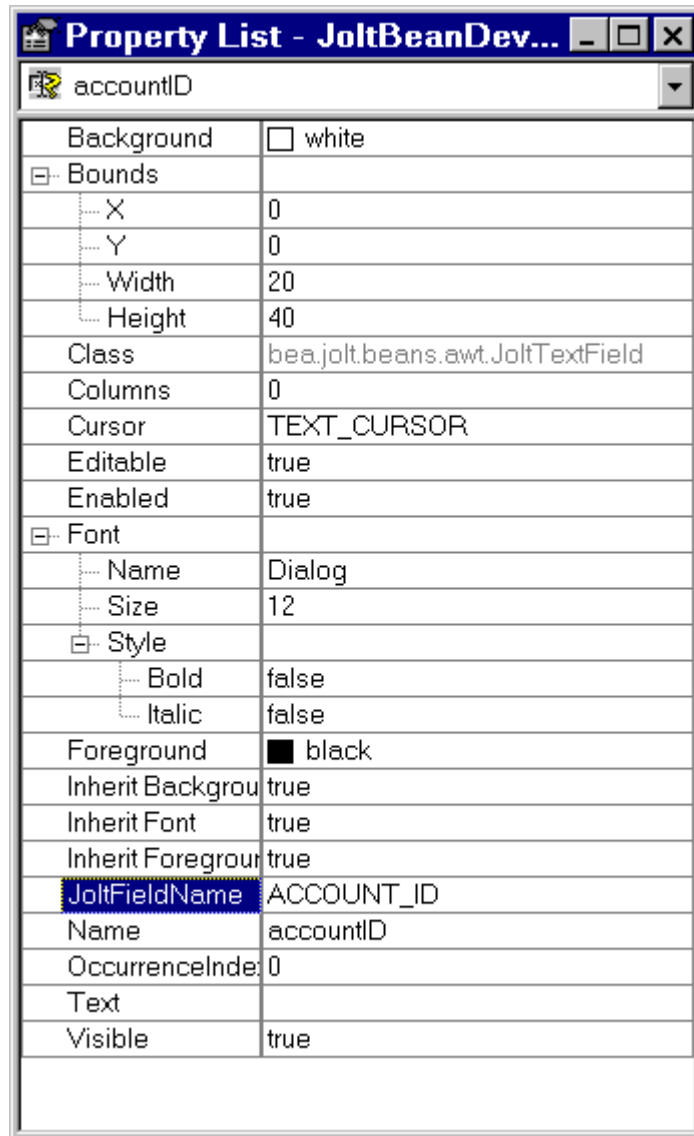 Property List - JoltBeanDev...
accountID
Background white
Bounds
X 0
Y 0
Width 20
Height 40
Class bea.jolt.beans.awt.JoltTextField
Columns 0
Cursor TEXT_CURSOR
Editable true
Enabled true
Font
Name Dialog
Size 12
Style
Bold false
Italic false
Foreground black
Inherit Backgrou true
Inherit Font true
Inherit Foregroun true
JoltFieldName ACCOUNT_ID
Name accountID
OccurrenceInde: 0
Text
Visible true